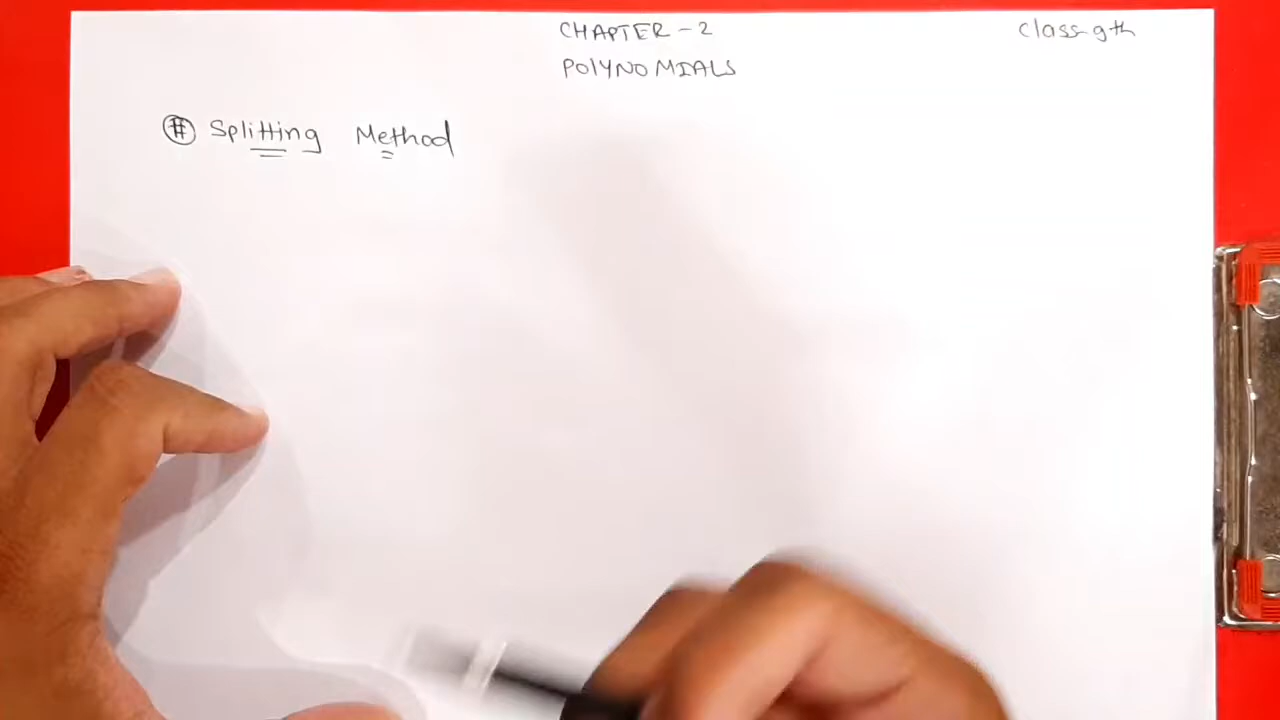 CHAPTER - 2
Class-9th
POLYNOMIALS
# Splitting Method